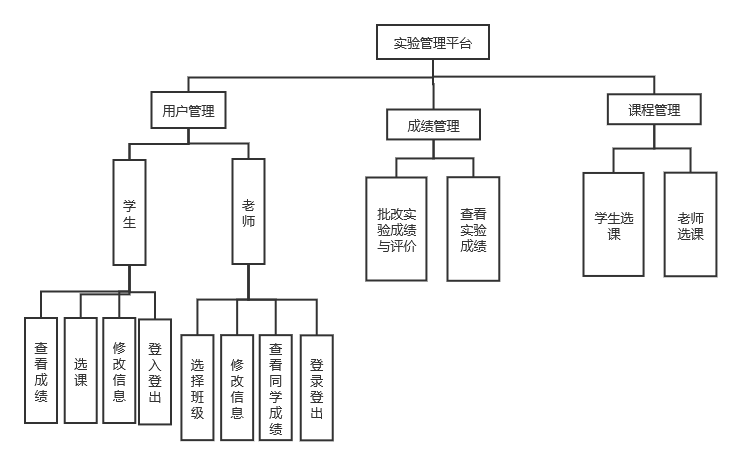 实验管理平台
用户管理
成绩管理
课程管理
学生
老师
批改实
验成绩
与评价
查看
实验
成绩
学生选
课
老师
选课
查看成绩
选课
修改信息
登入登出
选择班级
修改信息
查看同学成绩
登录登出